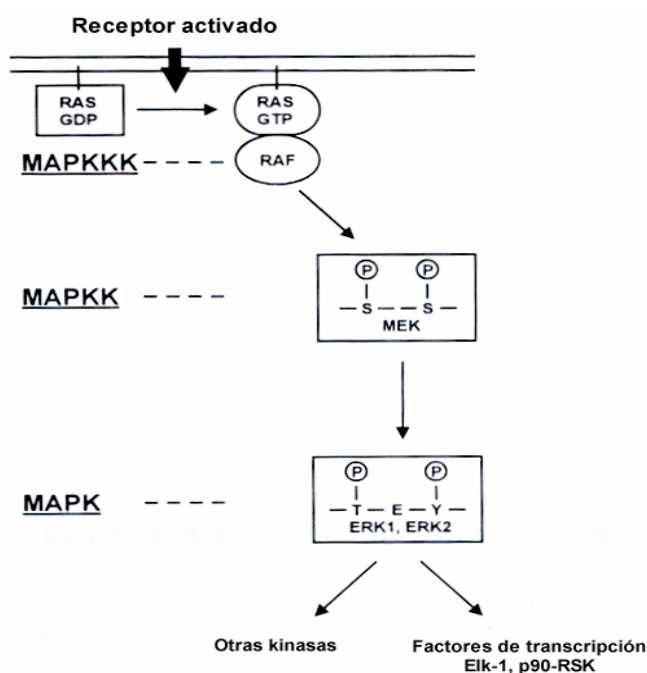 Receptor activado
RAS
GDP
RAS
GTP
MAPKKK
RAF
P P
MAPKK
S S
MEK
P P
MAPK
T E Y
ERK1, ERK2
Otras kinasas
Factores de transcripción
Elk-1, p90-RSK